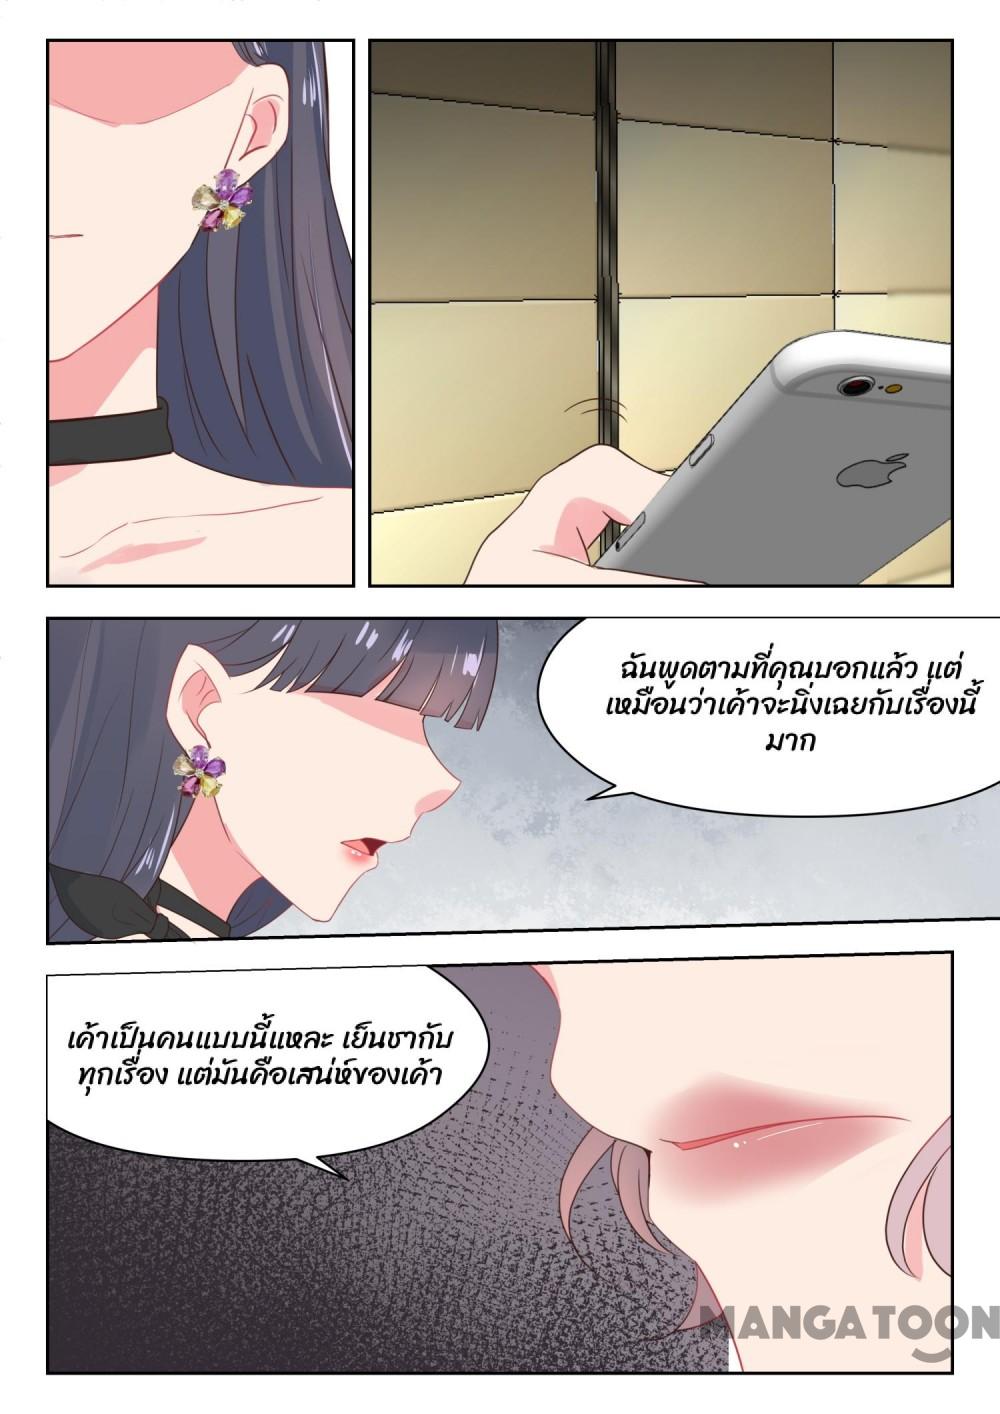 ฉันพูดตามที่คุณบอกแล้ว แต่
เหมือนว่าเค้าจะนิ่งเฉยกับเรื่องนี้
มาก
เค้าเป็นคนแบบนี้แหละ เย็นชากับ
ทุกเรื่อง แต่มันคือเสน่ห์ของเค้า
MANGATOON